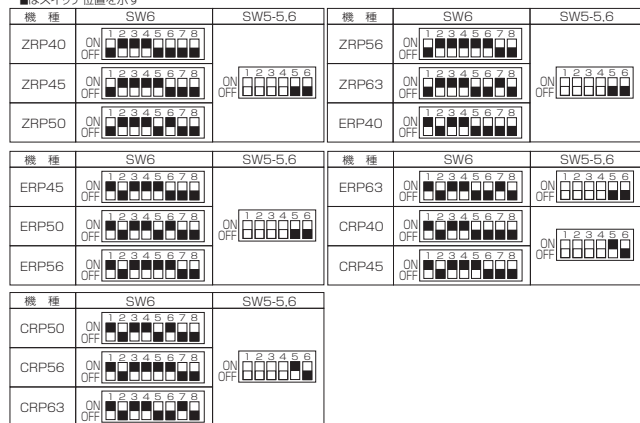 ■はスイッチ位置を示す
機 種 SW6 SW5-5,6
ZRP40 ON OFF 1 2 3 4 5 6 7 8
ZRP45 ON OFF 1 2 3 4 5 6 7 8 ON OFF 1 2 3 4 5 6
ZRP50 ON OFF 1 2 3 4 5 6 7 8
機 種 SW6 SW5-5,6
ZRP56 ON OFF 1 2 3 4 5 6 7 8
ZRP63 ON OFF 1 2 3 4 5 6 7 8 ON OFF 1 2 3 4 5 6
ERP40 ON OFF 1 2 3 4 5 6 7 8
機 種 SW6 SW5-5,6
ERP45 ON OFF 1 2 3 4 5 6 7 8
ERP50 ON OFF 1 2 3 4 5 6 7 8 ON OFF 1 2 3 4 5 6
ERP56 ON OFF 1 2 3 4 5 6 7 8
機 種 SW6 SW5-5,6
ERP63 ON OFF 1 2 3 4 5 6 7 8 ON OFF 1 2 3 4 5 6
CRP40 ON OFF 1 2 3 4 5 6 7 8 ON OFF 1 2 3 4 5 6
CRP45 ON OFF 1 2 3 4 5 6 7 8
機 種 SW6 SW5-5,6
CRP50 ON OFF 1 2 3 4 5 6 7 8
CRP56 ON OFF 1 2 3 4 5 6 7 8 ON OFF 1 2 3 4 5 6
CRP63 ON OFF 1 2 3 4 5 6 7 8